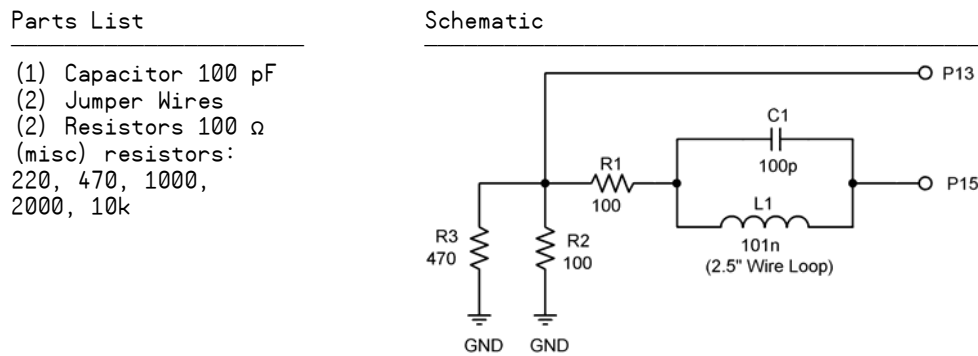 Parts List
(1) Capacitor 100 pF
(2) Jumper Wires
(2) Resistors 100 Ω
(misc) resistors:
220, 470, 1000,
2000, 10k
Schematic
P13
C1
100p
R1
100
P15
L1
101n
(2.5" Wire Loop)
R3
470
R2
100
GND
GND